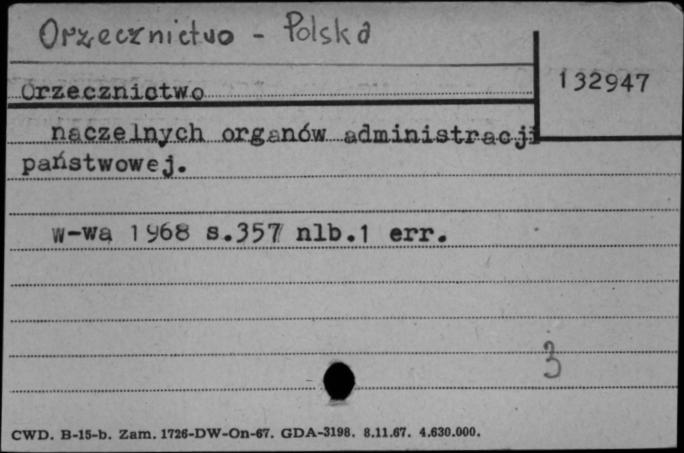 Orzecznictwo - Polska
132947
Orzecznictwo
naczelnych organów administracji
państwowej.
W-wa 1968 s.357 nlb.1 err.
3
CWD. B-15-b. Zam. 1726-DW-On-67. GDA-3198. 8.11.67. 4.630.000.